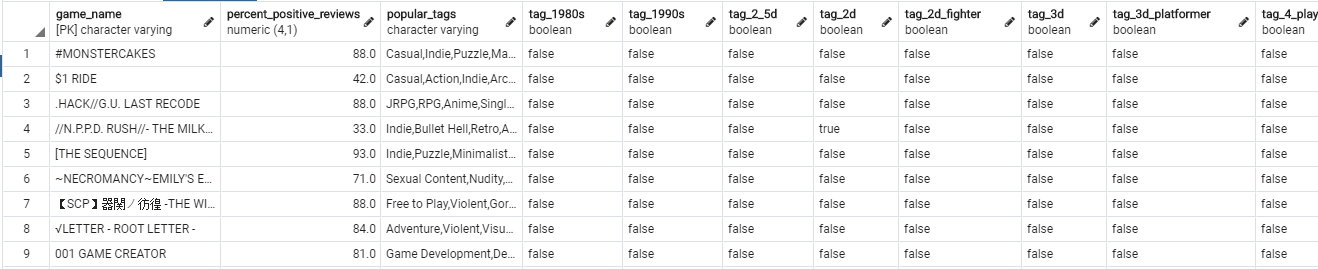 game_name percent_positive_reviews popular_tags tag_1980s tag_1990s tag_2_5d tag_2d tag_2d_fighter tag_3d tag_3d_platformer tag_4_play
[PK] character varying numeric (4,1) character varying boolean boolean boolean boolean boolean boolean boolean boolean
1 #MONSTERCAKES 88.0 Casual,Indie,Puzzle,Ma... false false false false false false false false
2 $1 RIDE 42.0 Casual,Action,Indie,Arc... false false false false false false false false
3 .HACK//G.U. LAST RECODE 88.0 JRPG,RPG,Anime,Singl... false false false false false false false false
4 //N.P.P.D. RUSH//- THE MILK... 33.0 Indie,Bullet Hell,Retro,A... false false false true false false false false
5 [THE SEQUENCE] 93.0 Indie,Puzzle,Minimalist... false false false false false false false false
6 ~NECROMANCY~EMILY'S E... 71.0 Sexual Content,Nudity,... false false false false false false false false
7 【SCP】器関ノ彷徨 -THE WI... 88.0 Free to Play,Violent,Gor... false false false false false false false false
8 √LETTER - ROOT LETTER - 84.0 Adventure,Violent,Visu... false false false false false false false false
9 001 GAME CREATOR 81.0 Game Development,De... false false false false false false false false